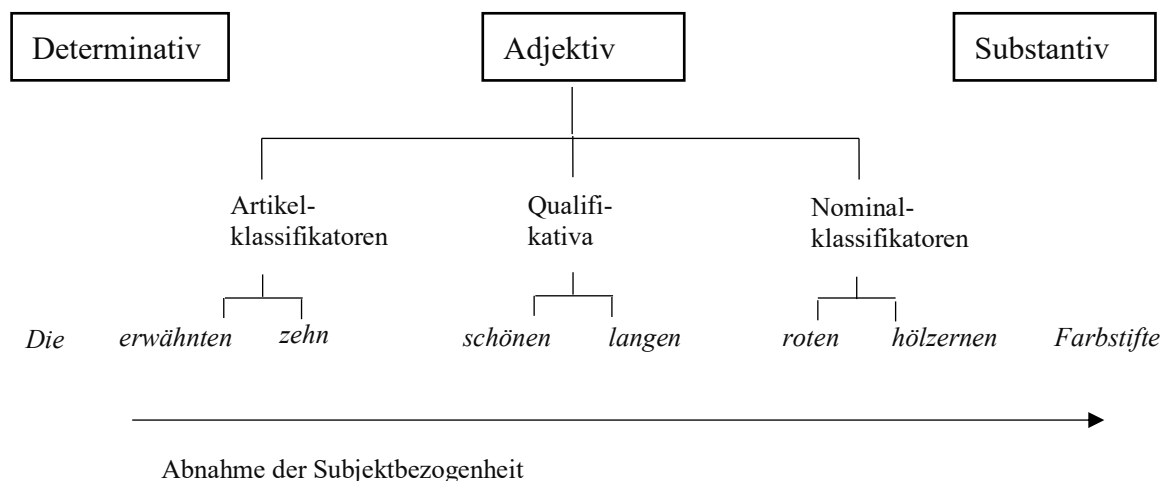 Determinativ Adjektiv Substantiv
Artikel- Qualifi- Nominal-
klassifikatoren kativa klassifikatoren
Die erwähnten zehn schönen langen roten hölzernen Farbstifte
Abnahme der Subjektbezogenheit